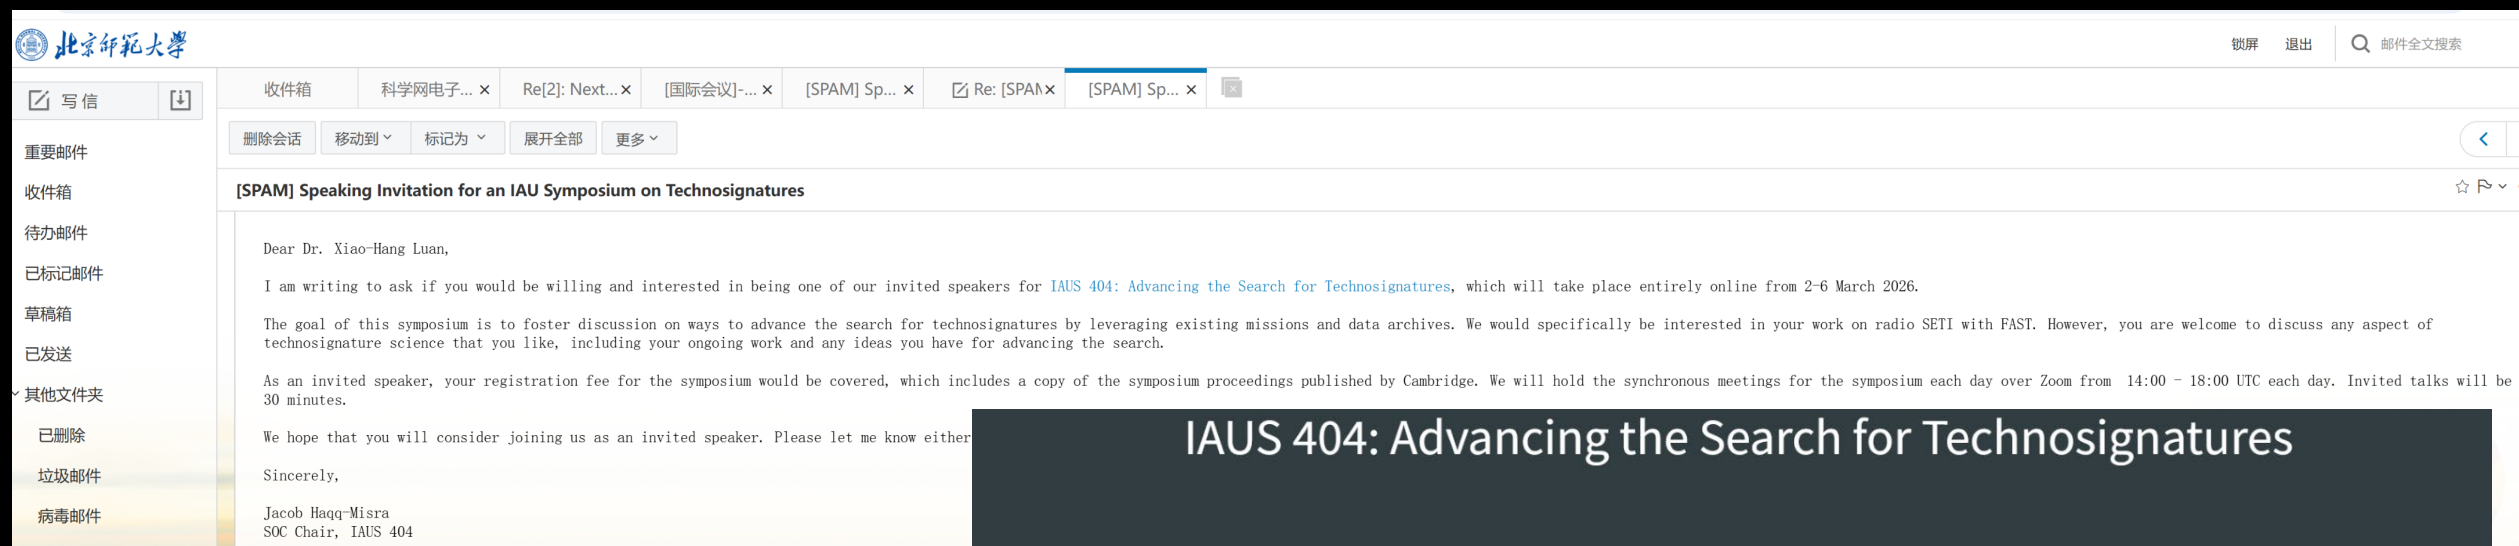 北京师范大学
锁屏 退出 邮件全文搜索
写信
收件箱 科学网电子... × Re[2]: Next... × [国际会议]-... × [SPAM] Sp... × Re: [SPAM × [SPAM] Sp... ×
删除会话 移动到 标记为 展开全部 更多
重要邮件
收件箱
待办邮件
已标记邮件
草稿箱
已发送
其他文件夹
已删除
垃圾邮件
病毒邮件
[SPAM] Speaking Invitation for an IAU Symposium on Technosignatures
Dear Dr. Xiao-Hang Luan,
I am writing to ask if you would be willing and interested in being one of our invited speakers for IAUS 404: Advancing the Search for Technosignatures, which will take place entirely online from 2-6 March 2026.
The goal of this symposium is to foster discussion on ways to advance the search for technosignatures by leveraging existing missions and data archives. We would specifically be interested in your work on radio SETI with FAST. However, you are welcome to discuss any aspect of
technosignature science that you like, including your ongoing work and any ideas you have for advancing the search.
As an invited speaker, your registration fee for the symposium would be covered, which includes a copy of the symposium proceedings published by Cambridge. We will hold the synchronous meetings for the symposium each day over Zoom from 14:00 - 18:00 UTC each day. Invited talks will be
30 minutes.
We hope that you will consider joining us as an invited speaker. Please let me know either
Sincerely,
Jacob Haqq-Misra
SOC Chair, IAUS 404
IAUS 404: Advancing the Search for Technosignatures